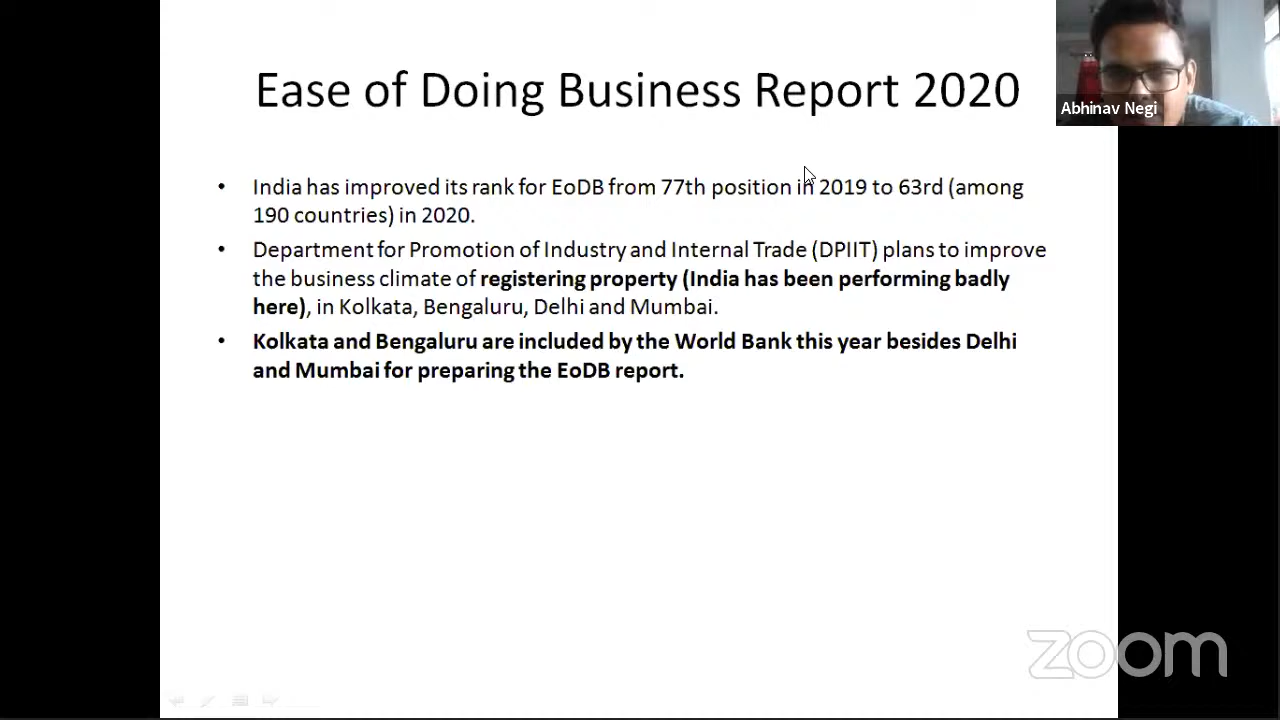 Ease of Doing Business Report 2020
Abhinav Negi
• India has improved its rank for EoDB from 77th position in 2019 to 63rd (among
190 countries) in 2020.
• Department for Promotion of Industry and Internal Trade (DPIIT) plans to improve
the business climate of registering property (India has been performing badly
here), in Kolkata, Bengaluru, Delhi and Mumbai.
• Kolkata and Bengaluru are included by the World Bank this year besides Delhi
and Mumbai for preparing the EoDB report.
zoom